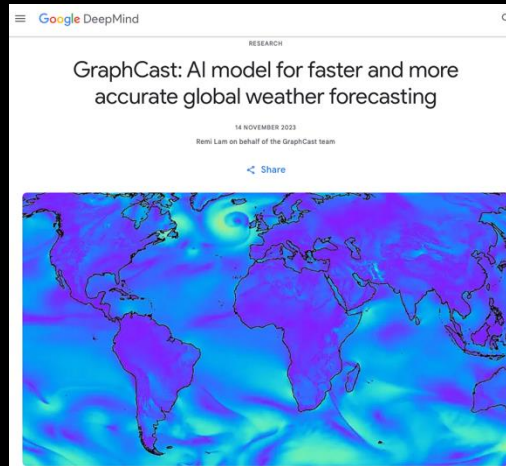 Google DeepMind
RESEARCH
GraphCast: AI model for faster and more
accurate global weather forecasting
14 NOVEMBER 2023
Remi Lam on behalf of the GraphCast team
Share